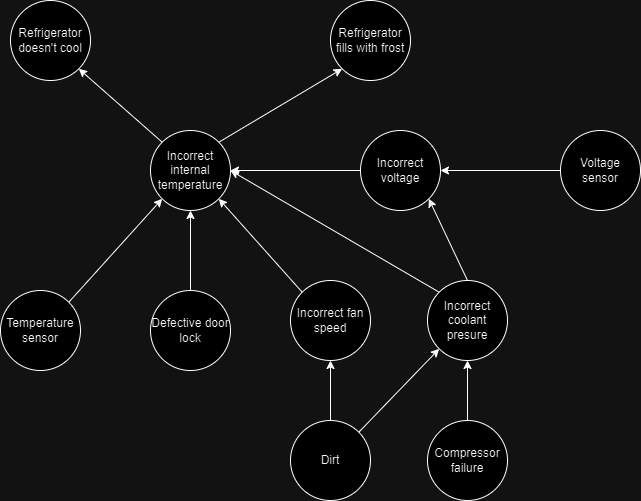 Refrigerator
doesn't cool
Refrigerator
fills with frost
Incorrect
internal
temperature
Incorrect
voltage
Voltage
sensor
Temperature
sensor
Defective door
lock
Incorrect fan
speed
Incorrect
coolant
presure
Dirt
Compressor
failure